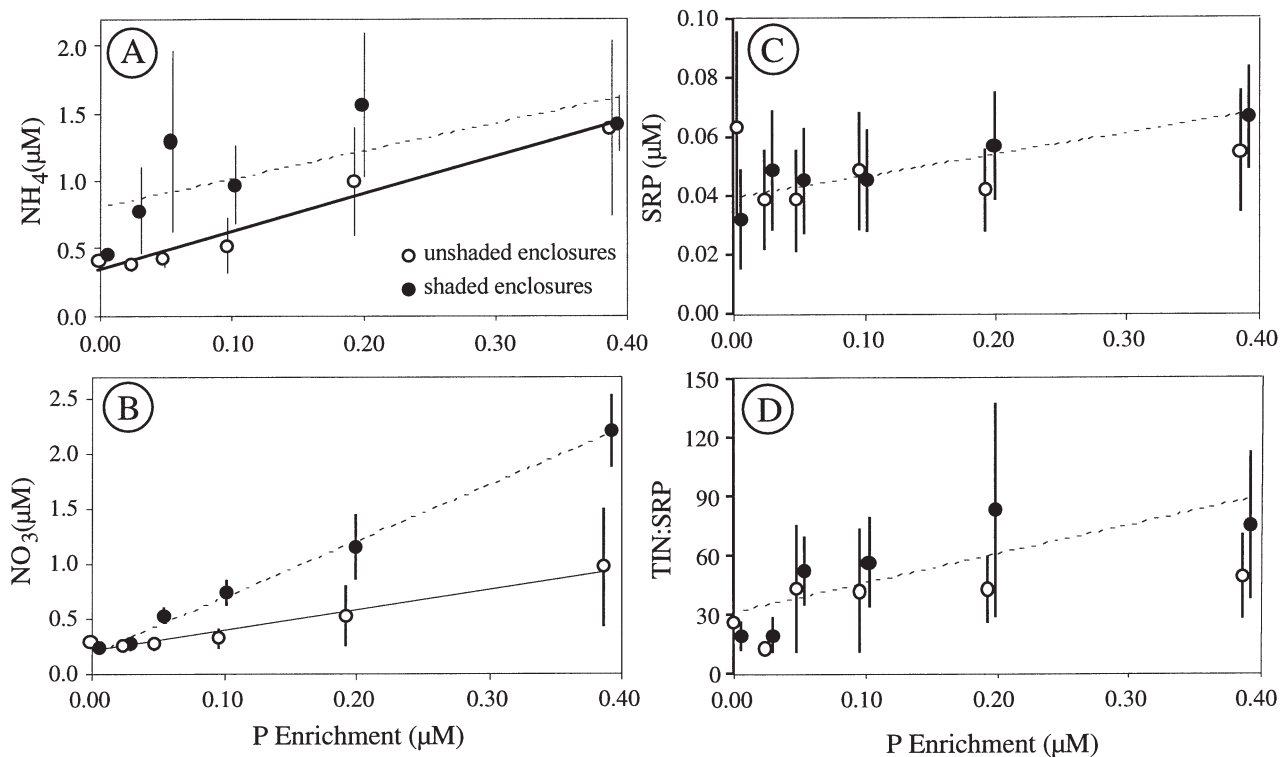 A
NH4(μM)
2.0
1.5
1.0
0.5
0.0
unshaded enclosures
shaded enclosures
0.00 0.10 0.20 0.30 0.40
B
NO3(μM)
2.5
2.0
1.5
1.0
0.5
0.0
0.00 0.10 0.20 0.30 0.40
P Enrichment (μM)
C
SRP (μM)
0.10
0.08
0.06
0.04
0.02
0.00
0.00 0.10 0.20 0.30 0.40
D
TIN:SRP
150
120
90
60
30
0
0.00 0.10 0.20 0.30 0.40
P Enrichment (μM)